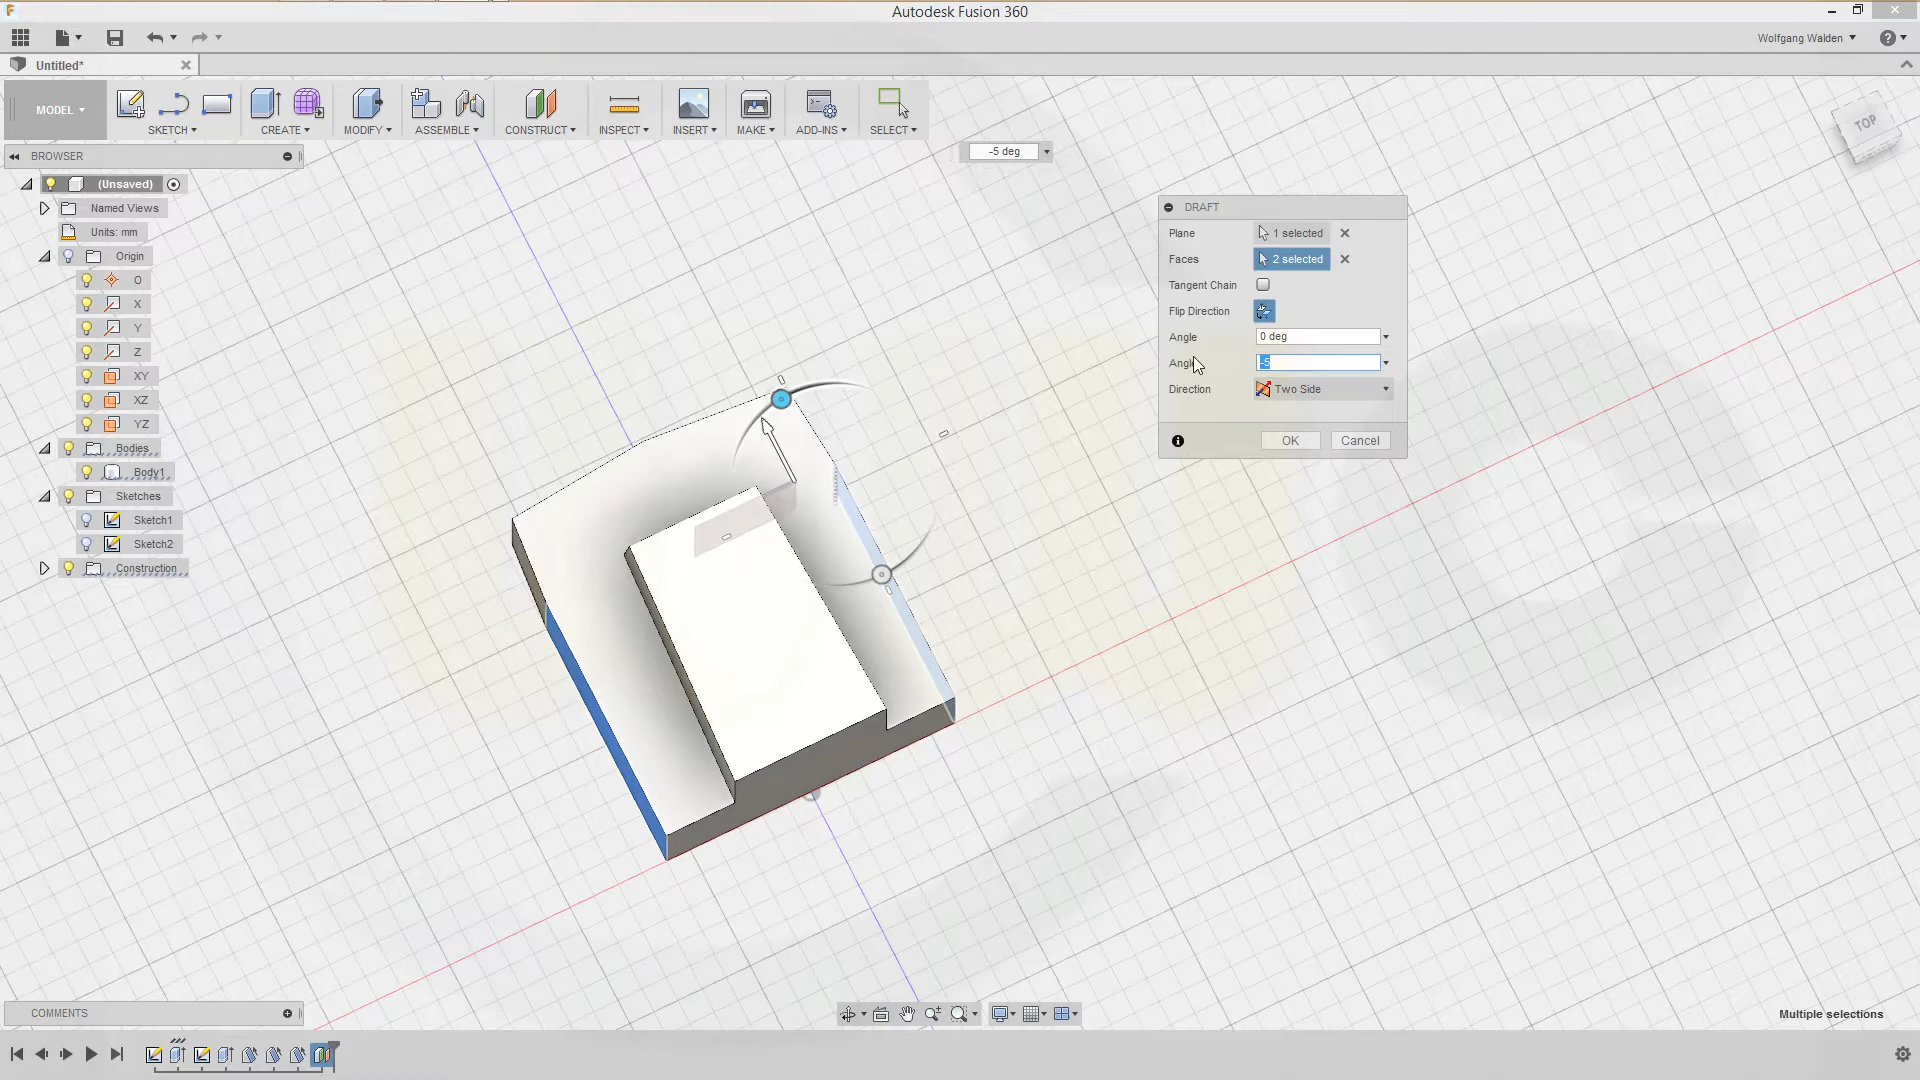 Autodesk Fusion 360
Wolfgang Walden
Untitled*
MODEL
SKETCH
CREATE
MODIFY
ASSEMBLE
CONSTRUCT
INSPECT
INSERT
MAKE
ADD-INS
SELECT
BROWSER
-5 deg
TOP
(Unsaved)
Named Views
Units: mm
Origin
O
X
Y
Z
XY
XZ
YZ
Bodies
Body1
Sketches
Sketch1
Sketch2
Construction
DRAFT
Plane 1 selected
Faces 2 selected
Tangent Chain
Flip Direction
Angle 0 deg
Angle -5
Direction Two Side
OK Cancel
COMMENTS
Multiple selections